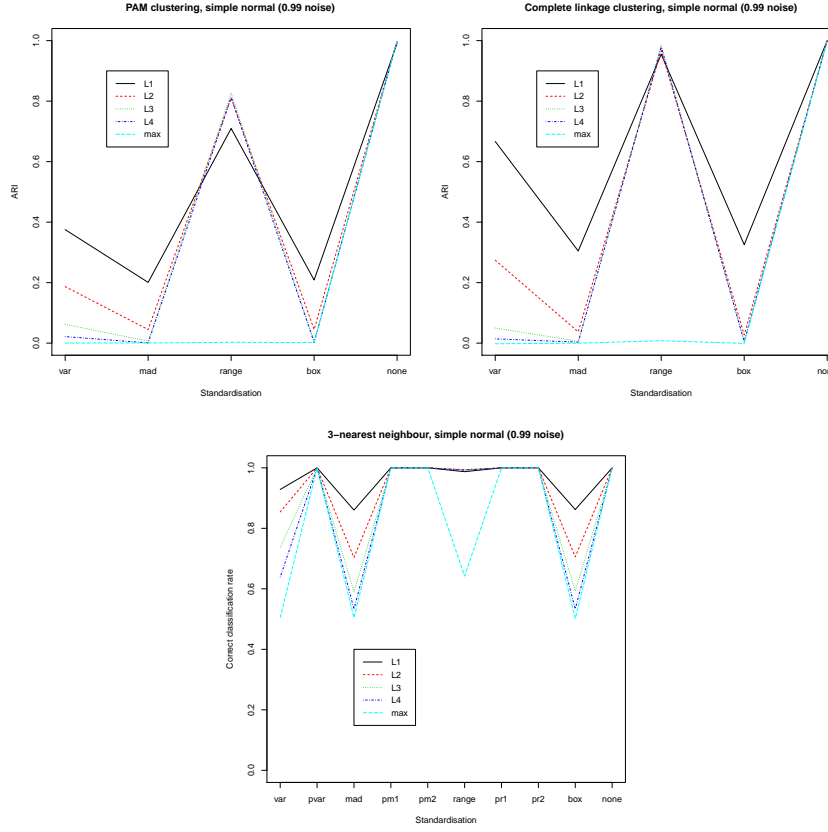 PAM clustering, simple normal (0.99 noise)
ARI
1.0
0.8
0.6
0.4
0.2
0.0
L1
L2
L3
L4
max
var mad range box none
Standardisation
Complete linkage clustering, simple normal (0.99 noise)
ARI
1.0
0.8
0.6
0.4
0.2
0.0
L1
L2
L3
L4
max
var mad range box none
Standardisation
3−nearest neighbour, simple normal (0.99 noise)
Correct classification rate
1.0
0.8
0.6
0.4
0.2
0.0
L1
L2
L3
L4
max
var pvar mad pm1 pm2 range pr1 pr2 box none
Standardisation